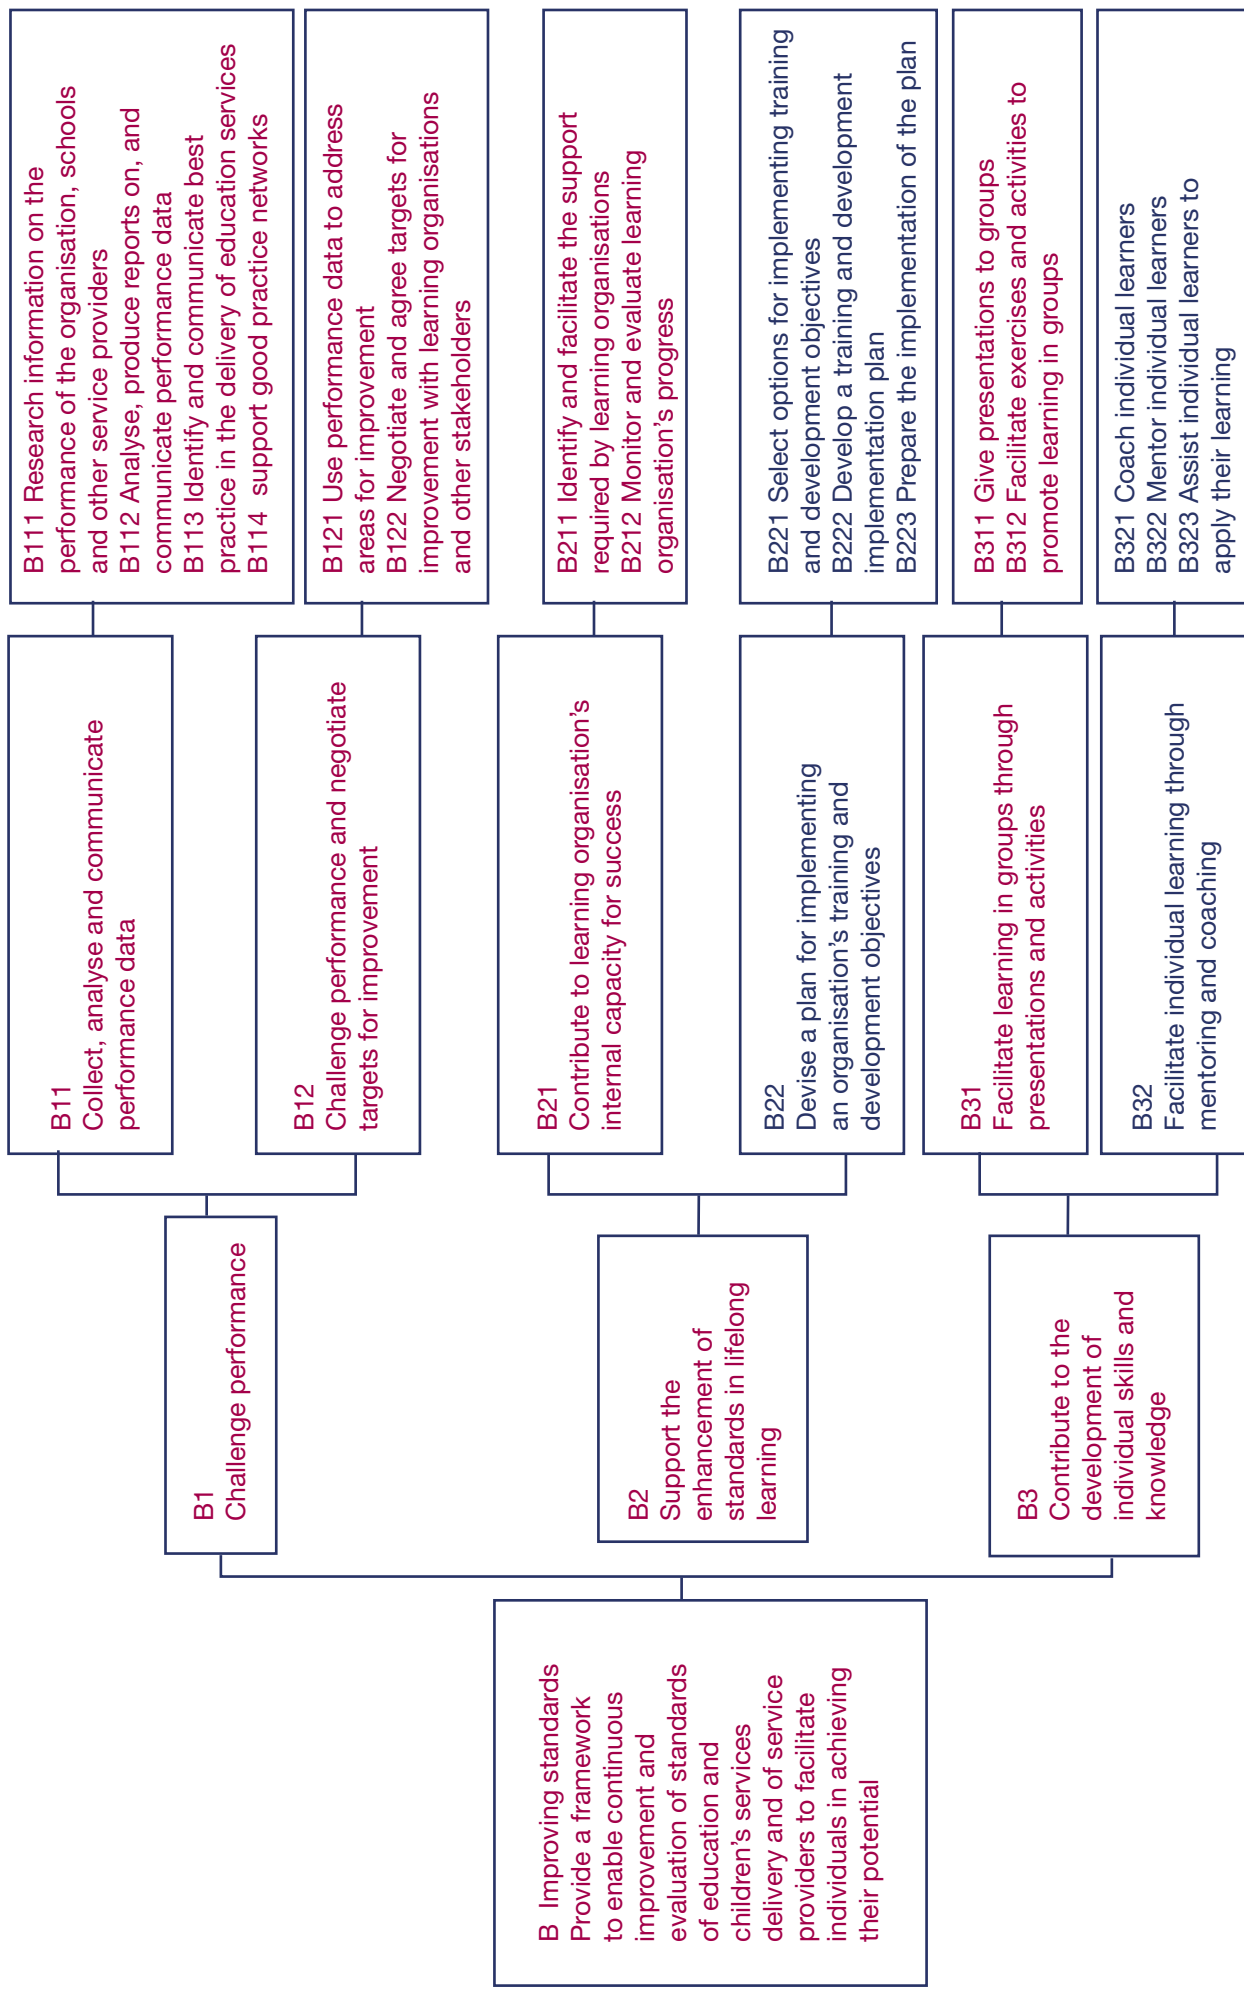 B  Improving standards
Provide a framework
to enable continuous
improvement and
evaluation of standards
of education and
children’s services
delivery and of service
providers to facilitate
individuals in achieving
their potential
B1
Challenge performance
B2
Support the
enhancement of
standards in lifelong
learning
B3
Contribute to the
development of
individual skills and
knowledge
B11
Collect, analyse and communicate
performance data
B12
Challenge performance and negotiate
targets for improvement
B21
Contribute to learning organisation’s
internal capacity for success
B22
Devise a plan for implementing
an organisation’s training and
development objectives
B31
Facilitate learning in groups through
presentations and activities
B32
Facilitate individual learning through
mentoring and coaching
B111 Research information on the
performance of the organisation, schools
and other service providers
B112 Analyse, produce reports on, and
communicate performance data
B113 Identify and communicate best
practice in the delivery of education services
B114  support good practice networks
B121 Use performance data to address
areas for improvement
B122 Negotiate and agree targets for
improvement with learning organisations
and other stakeholders
B211 Identify and facilitate the support
required by learning organisations
B212 Monitor and evaluate learning
organisation’s progress
B221 Select options for implementing training
and development objectives
B222 Develop a training and development
implementation plan
B223 Prepare the implementation of the plan
B311 Give presentations to groups
B312 Facilitate exercises and activities to
promote learning in groups
B321 Coach individual learners
B322 Mentor individual learners
B323 Assist individual learners to
apply their learning